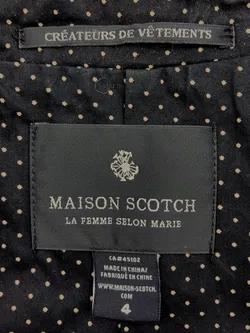 CRÉATEURS DE VÊTEMENTS
MAISON SCOTCH
LA FEMME SELON MARIE
CA#45102
MADE IN CHINA/
FABRIQUÉ EN CHINE
WWW.MAISON-SCOTCH.
COM
4